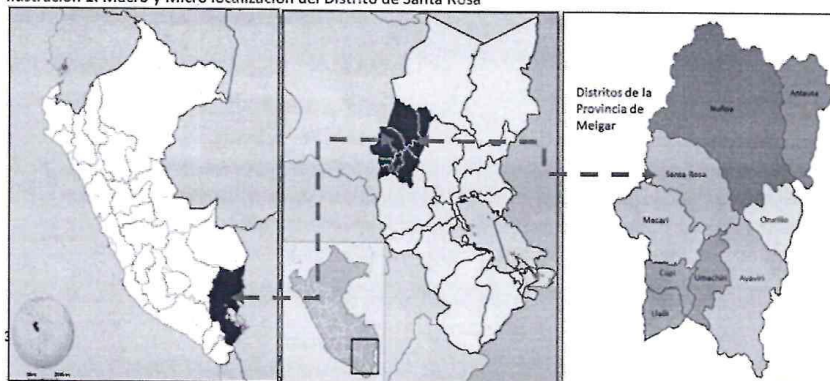 Ilustración 1: Macro y Micro localización del Distrito de Santa Rosa
Distritos de la
Provincia de
Melgar
Nuñoa
Antauta
Santa Rosa
Macari
Orurillo
Cupi
Umachiri
Ayaviri
Llalli
3